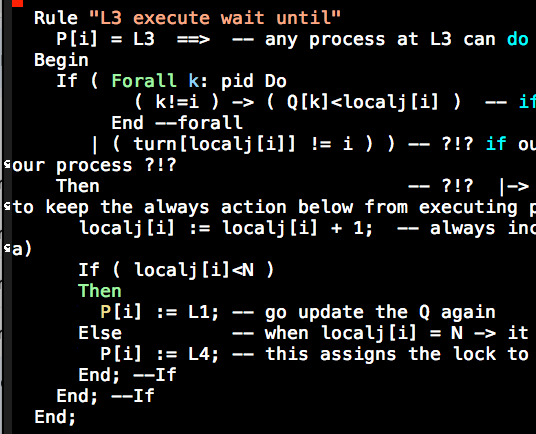 Rule "L3 execute wait until"
P[i] = L3 ==> -- any process at L3 can do
Begin
If ( Forall k: pid Do
( k!=i ) -> ( Q[k]<localj[i] ) -- if
End --forall
| ( turn[localj[i]] != i ) ) -- ?!? if ou
our process ?!?
Then -- ?!? |->
to keep the always action below from executing p
localj[i] := localj[i] + 1; -- always inc
a)
If ( localj[i]<N )
Then
P[i] := L1; -- go update the Q again
Else -- when localj[i] = N -> it
P[i] := L4; -- this assigns the lock to
End; --If
End; --If
End;